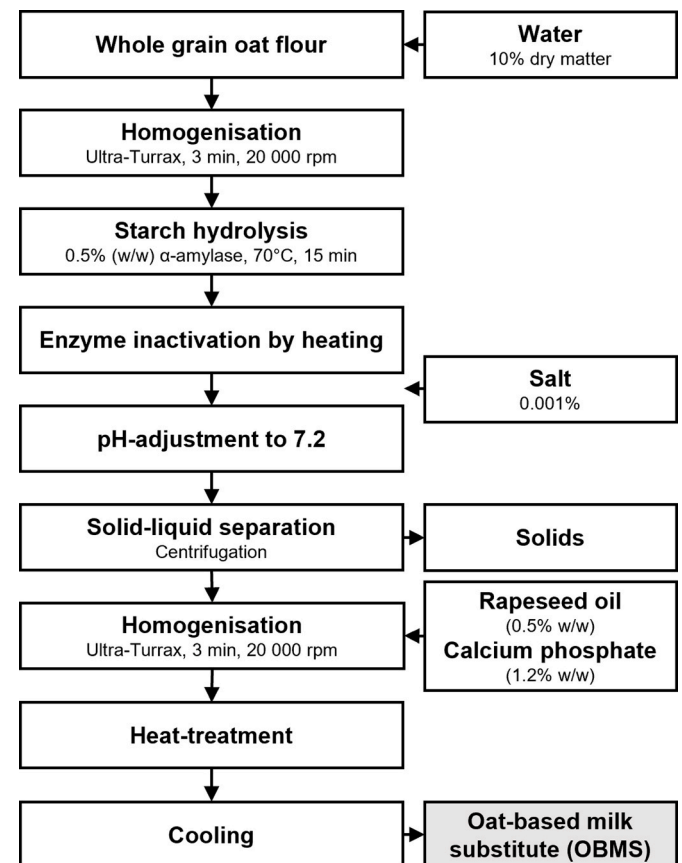 Whole grain oat flour
Water
10% dry matter
Homogenisation
Ultra-Turrax, 3 min, 20 000 rpm
Starch hydrolysis
0.5% (w/w) α-amylase, 70°C, 15 min
Enzyme inactivation by heating
Salt
0.001%
pH-adjustment to 7.2
Solid-liquid separation
Centrifugation
Solids
Homogenisation
Ultra-Turrax, 3 min, 20 000 rpm
Rapeseed oil
(0.5% w/w)
Calcium phosphate
(1.2% w/w)
Heat-treatment
Cooling
Oat-based milk
substitute (OBMS)